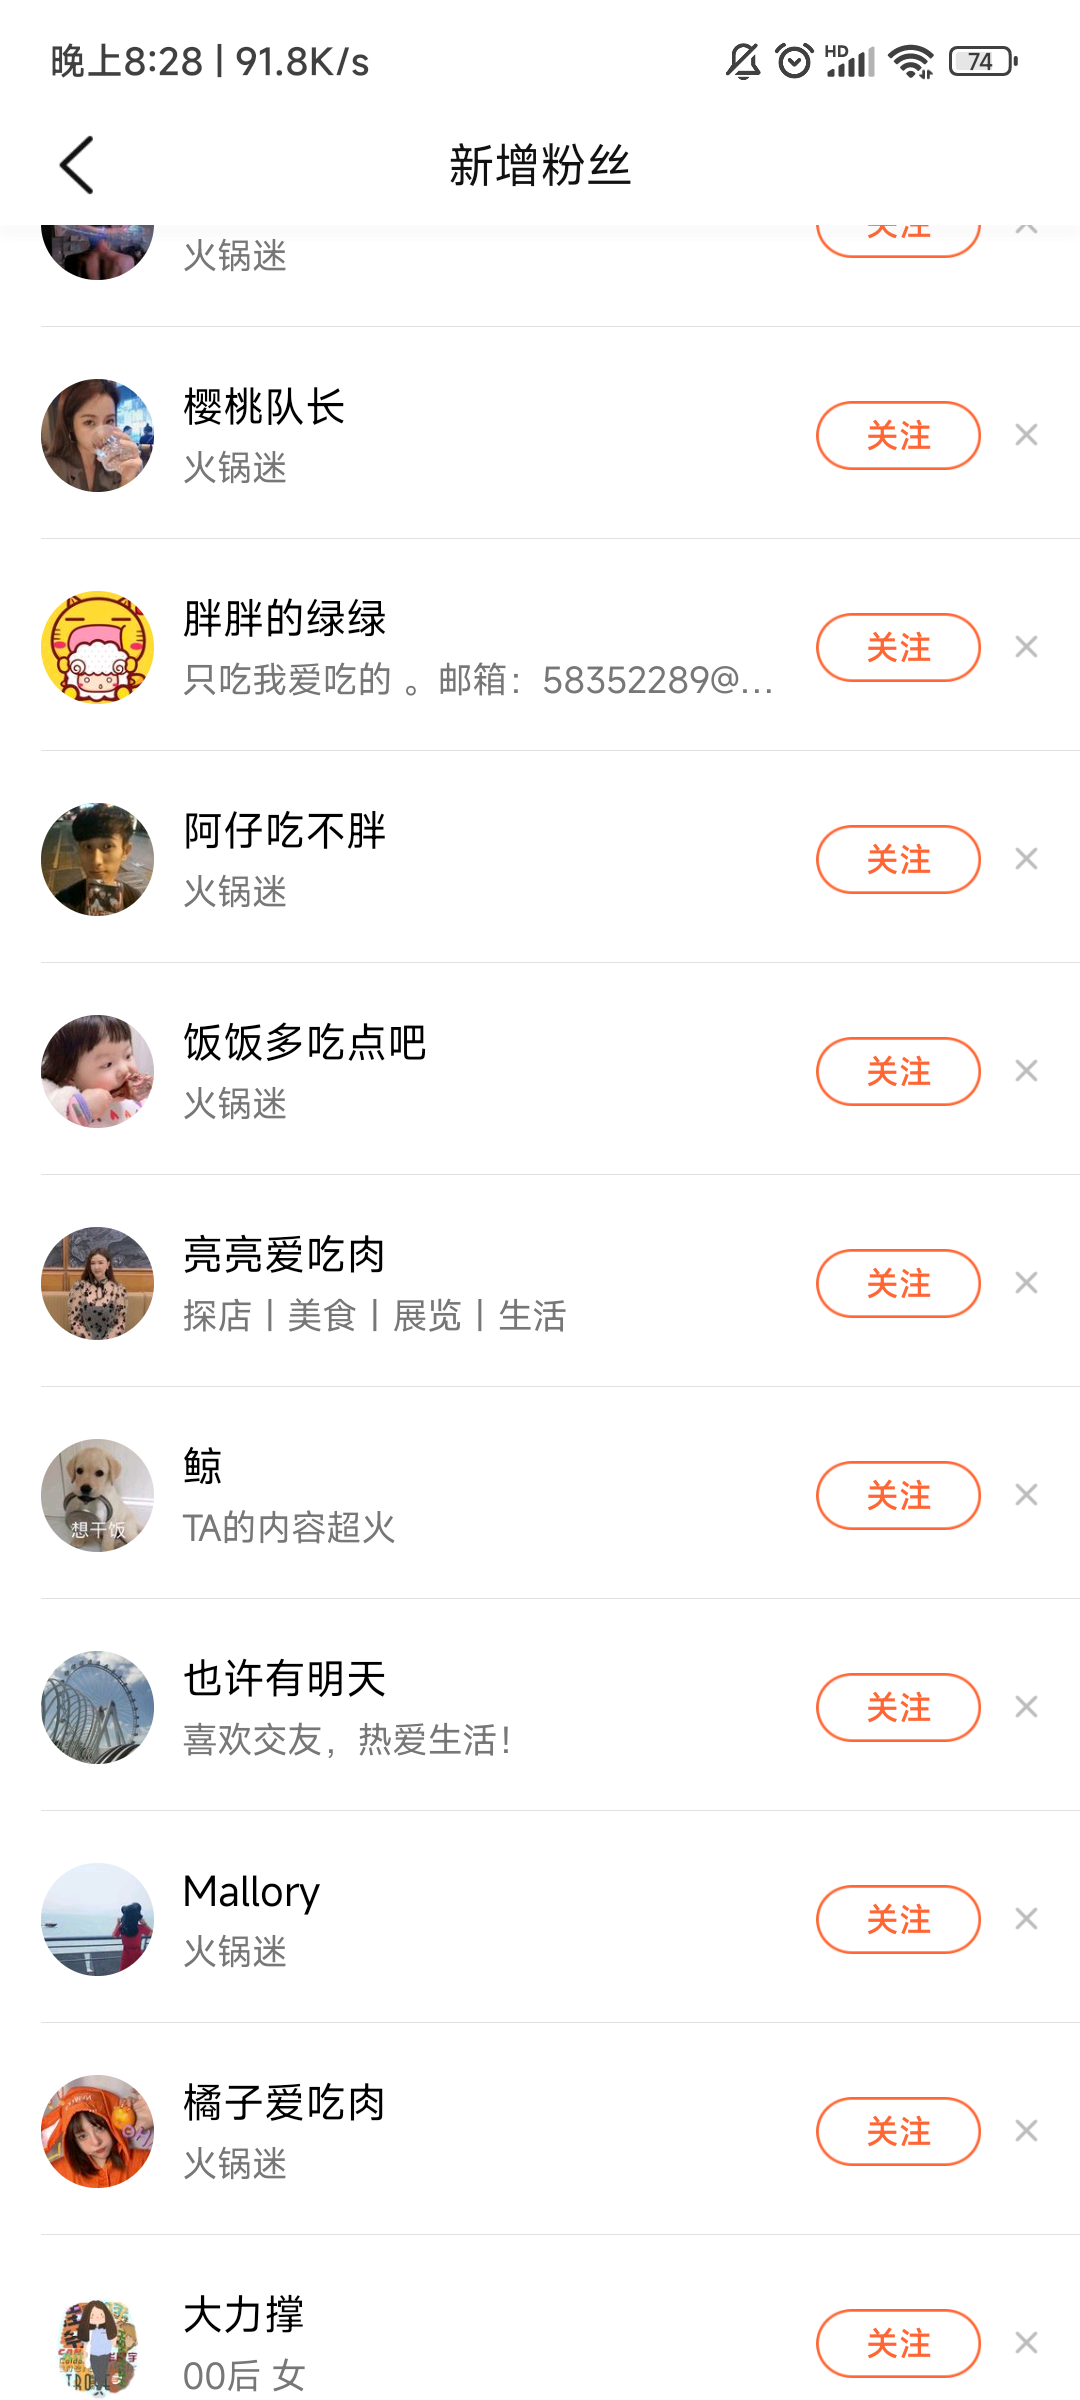 晚上8:28 | 91.8K/s
HD
74
新增粉丝
火锅迷
关注
樱桃队长
火锅迷
关注
胖胖的绿绿
只吃我爱吃的 。邮箱：58352289@...
关注
阿仔吃不胖
火锅迷
关注
饭饭多吃点吧
火锅迷
关注
亮亮爱吃肉
探店丨美食丨展览丨生活
关注
鲸
TA的内容超火
关注
想干饭
也许有明天
喜欢交友，热爱生活！
关注
Mallory
火锅迷
关注
橘子爱吃肉
火锅迷
关注
大力撑
00后 女
关注